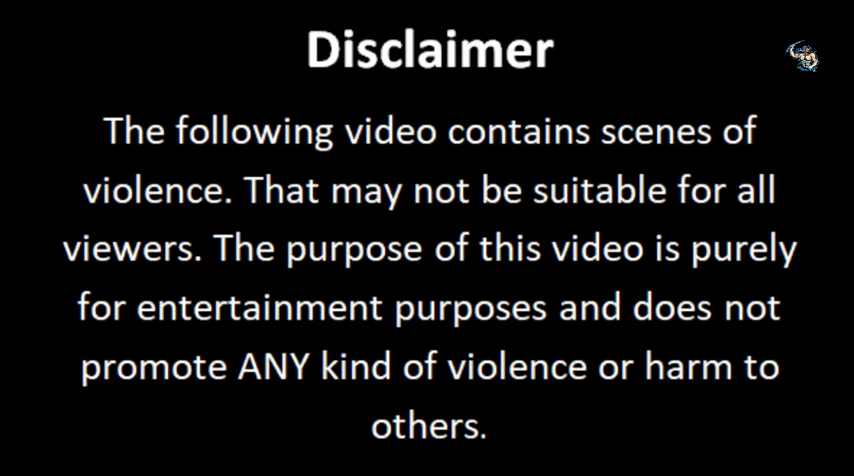 Disclaimer
The following video contains scenes of
violence. That may not be suitable for all
viewers. The purpose of this video is purely
for entertainment purposes and does not
promote ANY kind of violence or harm to
others.